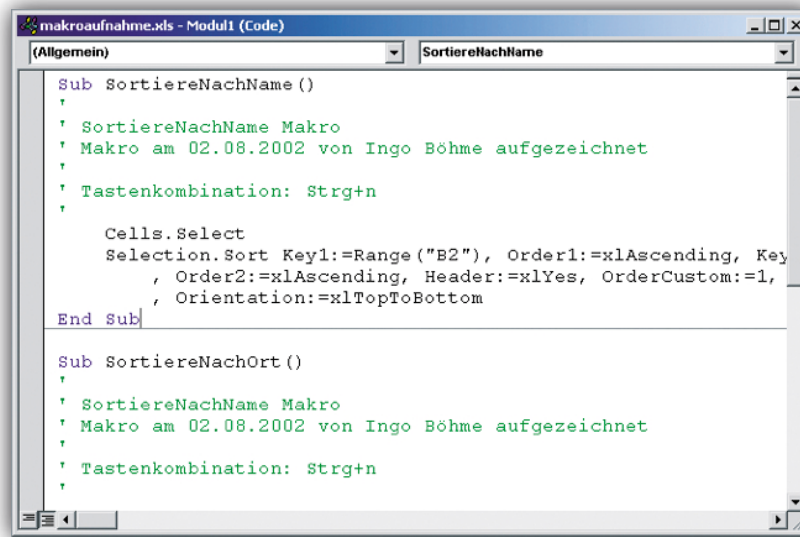 makroaufnahme.xls - Modul1 (Code)
(Allgemein) SortiereNachName
Sub SortiereNachName()
'
' SortiereNachName Makro
' Makro am 02.08.2002 von Ingo Böhme aufgezeichnet
'
' Tastenkombination: Strg+n
'
Cells.Select
Selection.Sort Key1:=Range("B2"), Order1:=xlAscending, Key
, Order2:=xlAscending, Header:=xlYes, OrderCustom:=1,
, Orientation:=xlTopToBottom
End Sub
Sub SortiereNachOrt()
'
' SortiereNachName Makro
' Makro am 02.08.2002 von Ingo Böhme aufgezeichnet
'
' Tastenkombination: Strg+n
'